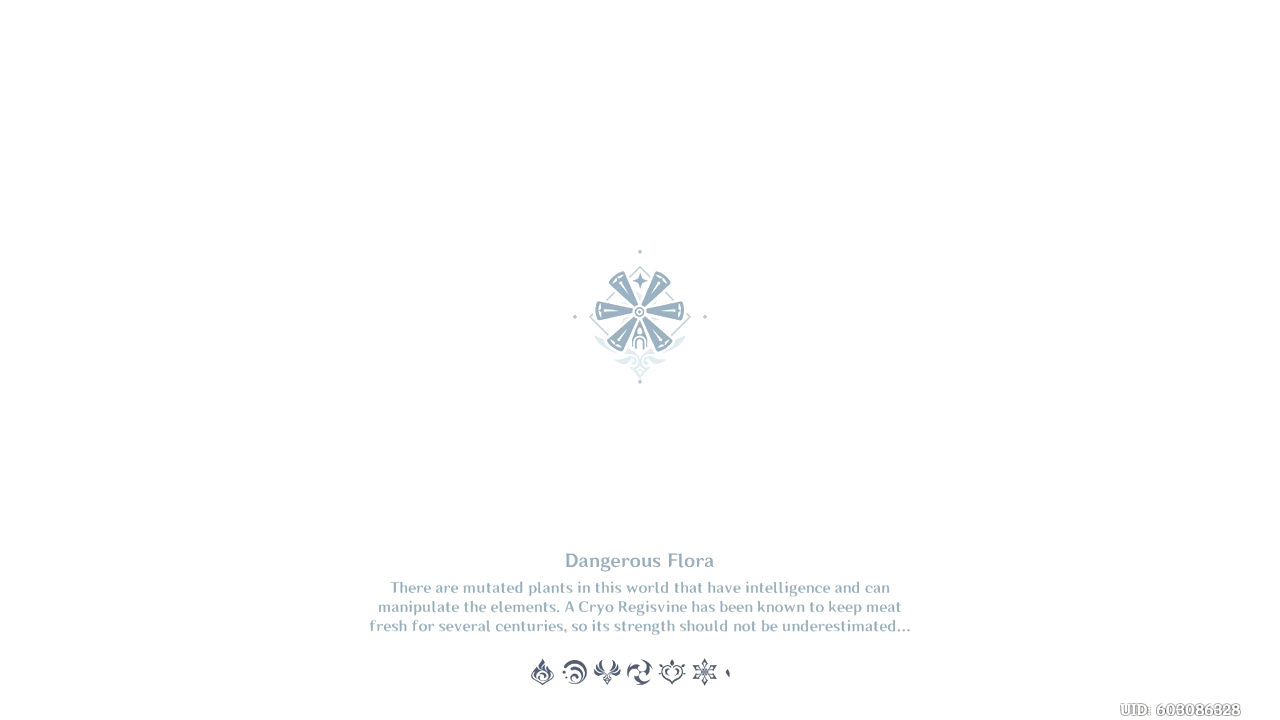 Dangerous Flora
There are mutated plants in this world that have intelligence and can
manipulate the elements. A Cryo Regisvine has been known to keep meat
fresh for several centuries, so its strength should not be underestimated...
UID: 603086328